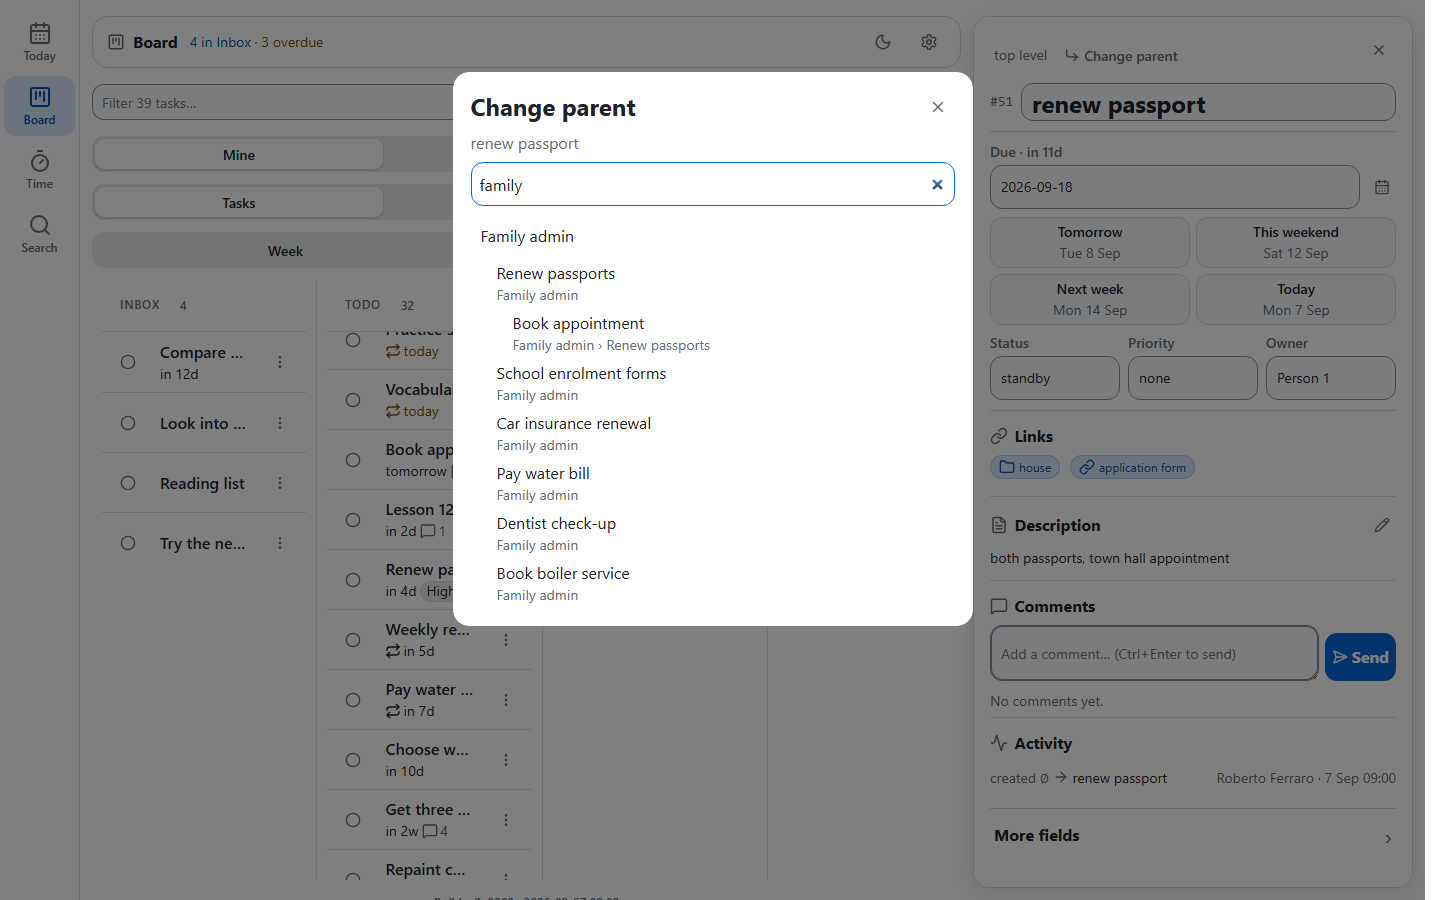 Today
Board
Time
Search
Board 4 in Inbox · 3 overdue
Filter 39 tasks...
Mine
Tasks
Week
INBOX 4
Compare ...
in 12d
Look into ...
Reading list
Try the ne...
TODO 32
today
Vocabula
today
Book app
tomorrow
Lesson 12
in 2d 1
Renew pa
in 4d High
Weekly re...
in 5d
Pay water ...
in 7d
Choose w...
in 10d
Get three ...
in 2w 4
Repaint c...
Change parent
renew passport
family
Family admin
Renew passports
Family admin
Book appointment
Family admin › Renew passports
School enrolment forms
Family admin
Car insurance renewal
Family admin
Pay water bill
Family admin
Dentist check-up
Family admin
Book boiler service
Family admin
top level Change parent
#51 renew passport
Due · in 11d
2026-09-18
Tomorrow
Tue 8 Sep
This weekend
Sat 12 Sep
Next week
Mon 14 Sep
Today
Mon 7 Sep
Status Priority Owner
standby none Person 1
Links
house application form
Description
both passports, town hall appointment
Comments
Add a comment... (Ctrl+Enter to send)
Send
No comments yet.
Activity
created ∅ → renew passport Roberto Ferraro · 7 Sep 09:00
More fields